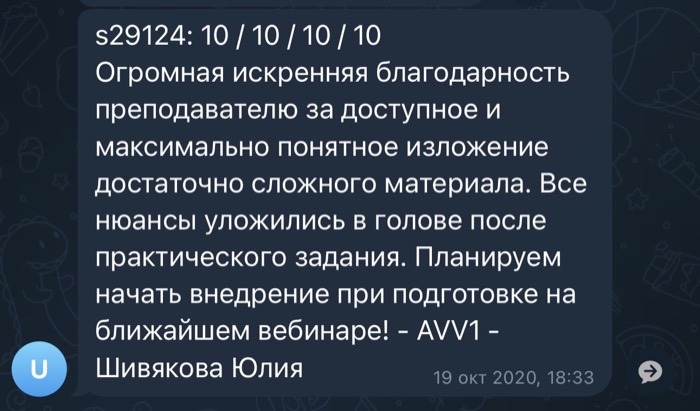 s29124: 10 / 10 / 10 / 10
Огромная искренняя благодарность
преподавателю за доступное и
максимально понятное изложение
достаточно сложного материала. Все
нюансы уложились в голове после
практического задания. Планируем
начать внедрение при подготовке на
ближайшем вебинаре! - AVV1 -
Шивякова Юлия
19 окт 2020, 18:33
U